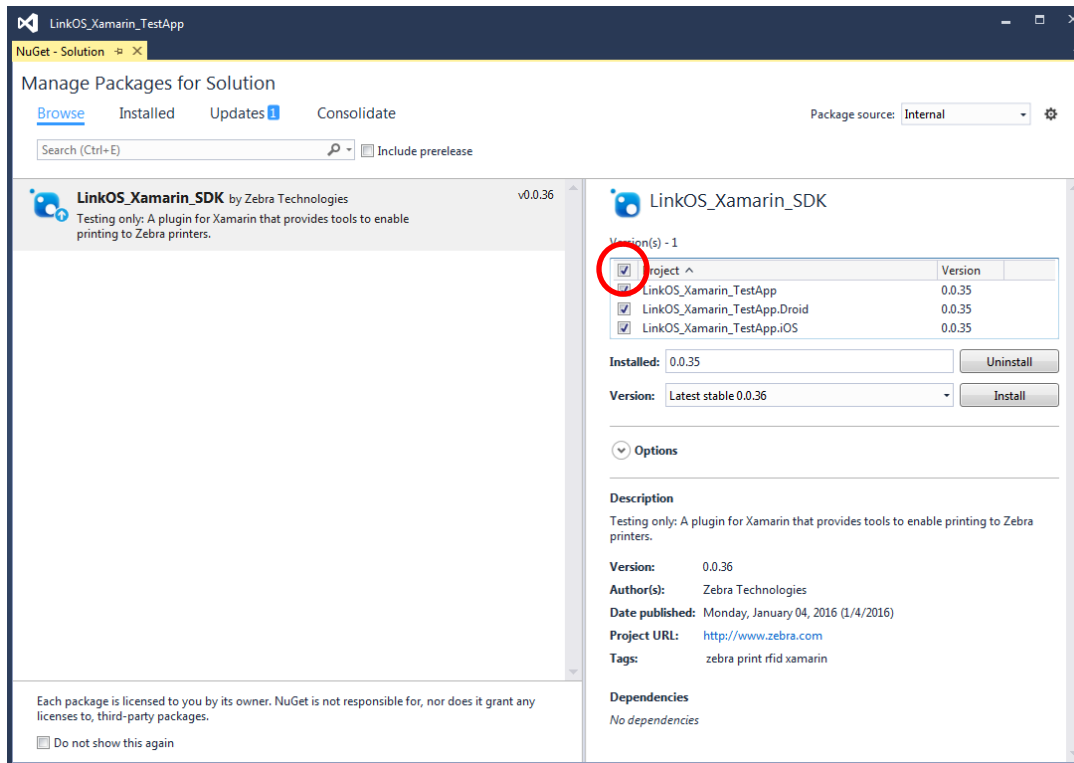 LinkOS_Xamarin_TestApp
NuGet - Solution
Manage Packages for Solution
Browse Installed Updates 1 Consolidate
Package source: Internal
Search (Ctrl+E)
Include prerelease
LinkOS_Xamarin_SDK by Zebra Technologies v0.0.36
Testing only: A plugin for Xamarin that provides tools to enable
printing to Zebra printers.
LinkOS_Xamarin_SDK
Version(s) - 1
Project Version
LinkOS_Xamarin_TestApp 0.0.35
LinkOS_Xamarin_TestApp.Droid 0.0.35
LinkOS_Xamarin_TestApp.iOS 0.0.35
Installed: 0.0.35 Uninstall
Version: Latest stable 0.0.36 Install
Options
Description
Testing only: A plugin for Xamarin that provides tools to enable printing to Zebra
printers.
Version: 0.0.36
Author(s): Zebra Technologies
Date published: Monday, January 04, 2016 (1/4/2016)
Project URL: http://www.zebra.com
Tags: zebra print rfid xamarin
Dependencies
No dependencies
Each package is licensed to you by its owner. NuGet is not responsible for, nor does it grant any
licenses to, third-party packages.
Do not show this again